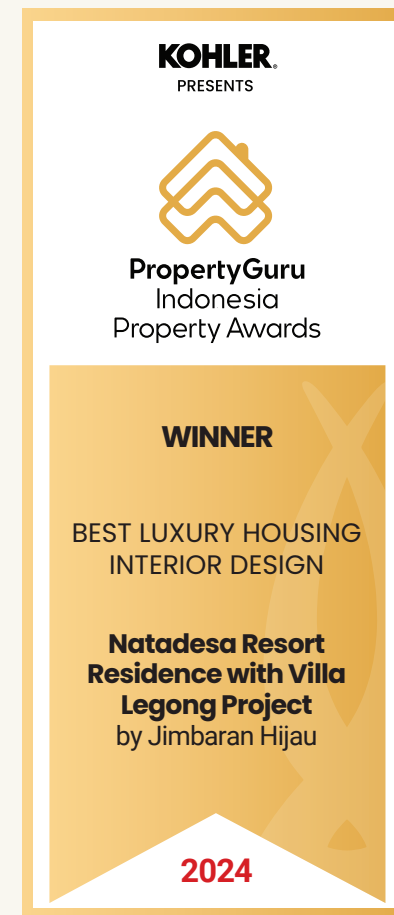 KOHLER®
PRESENTS
PropertyGuru
Indonesia
Property Awards
WINNER
BEST LUXURY HOUSING
INTERIOR DESIGN
Natadesa Resort
Residence with Villa
Legong Project
by Jimbaran Hijau
2024